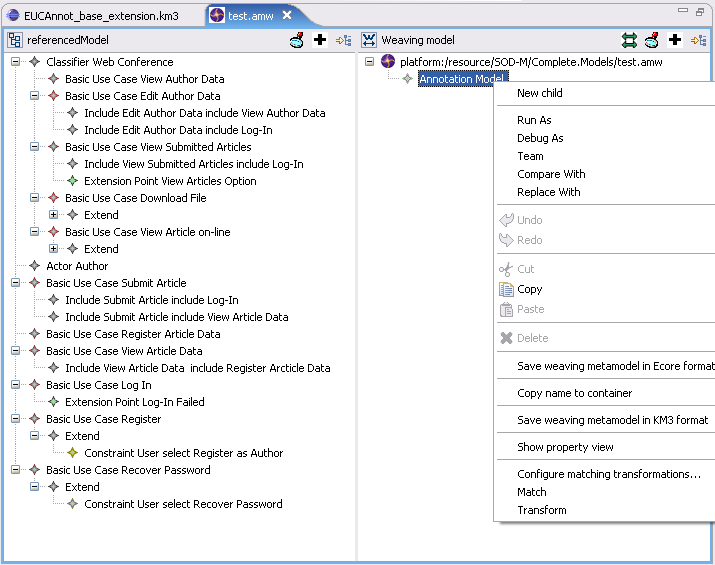 EUCAnnot_base_extension.km3
test.amw
referencedModel
Classifier Web Conference
Basic Use Case View Author Data
Basic Use Case Edit Author Data
Include Edit Author Data include View Author Data
Include Edit Author Data include Log-In
Basic Use Case View Submitted Articles
Include View Submitted Articles include Log-In
Extension Point View Articles Option
Basic Use Case Download File
Extend
Basic Use Case View Article on-line
Extend
Actor Author
Basic Use Case Submit Article
Include Submit Article include Log-In
Include Submit Article include View Article Data
Basic Use Case Register Article Data
Basic Use Case View Article Data
Include View Article Data  include Register Arcticle Data
Basic Use Case Log In
Extension Point Log-In Failed
Basic Use Case Register
Extend
Constraint User select Register as Author
Basic Use Case Recover Password
Extend
Constraint User select Recover Password
Weaving model
platform:/resource/SOD-M/Complete.Models/test.amw
Annotation Model
New child
Run As
Debug As
Team
Compare With
Replace With
Undo
Redo
Cut
Copy
Paste
Delete
Save weaving metamodel in Ecore format
Copy name to container
Save weaving metamodel in KM3 format
Show property view
Configure matching transformations...
Match
Transform